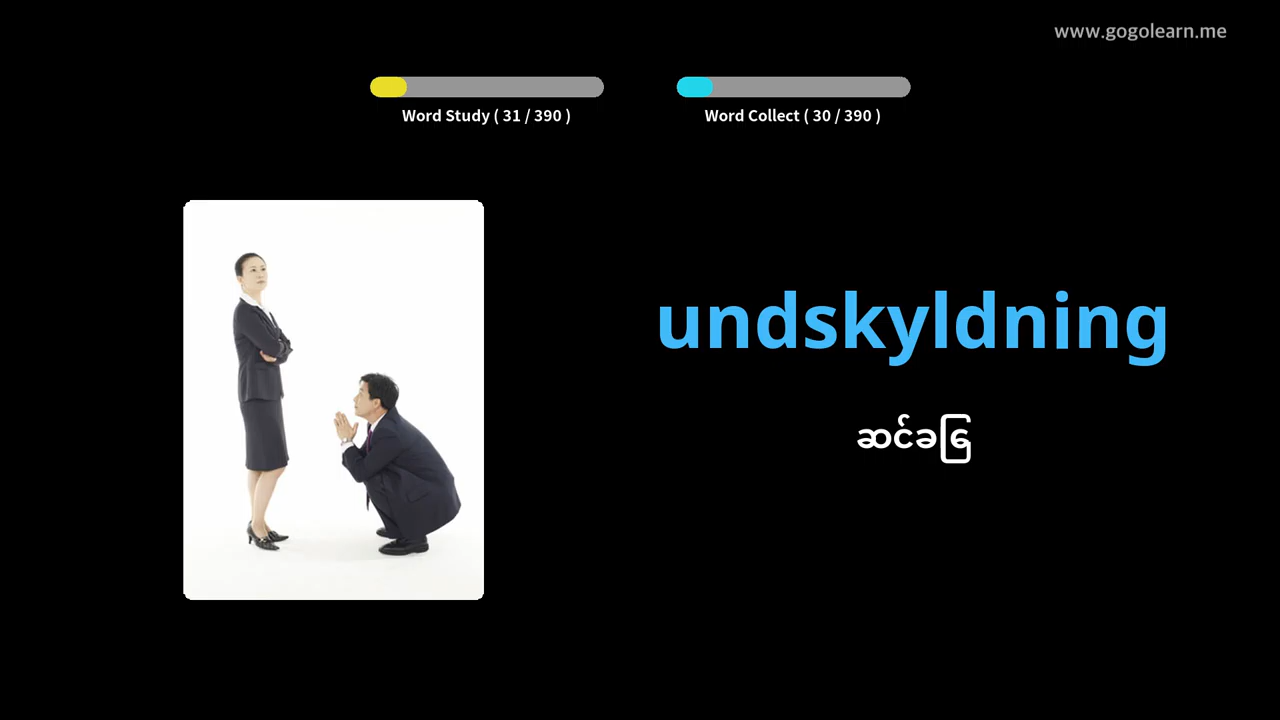 www.gogolearn.me
Word Study ( 31 / 390 )
Word Collect ( 30 / 390 )
undskyldning
ဆင်ခြေ